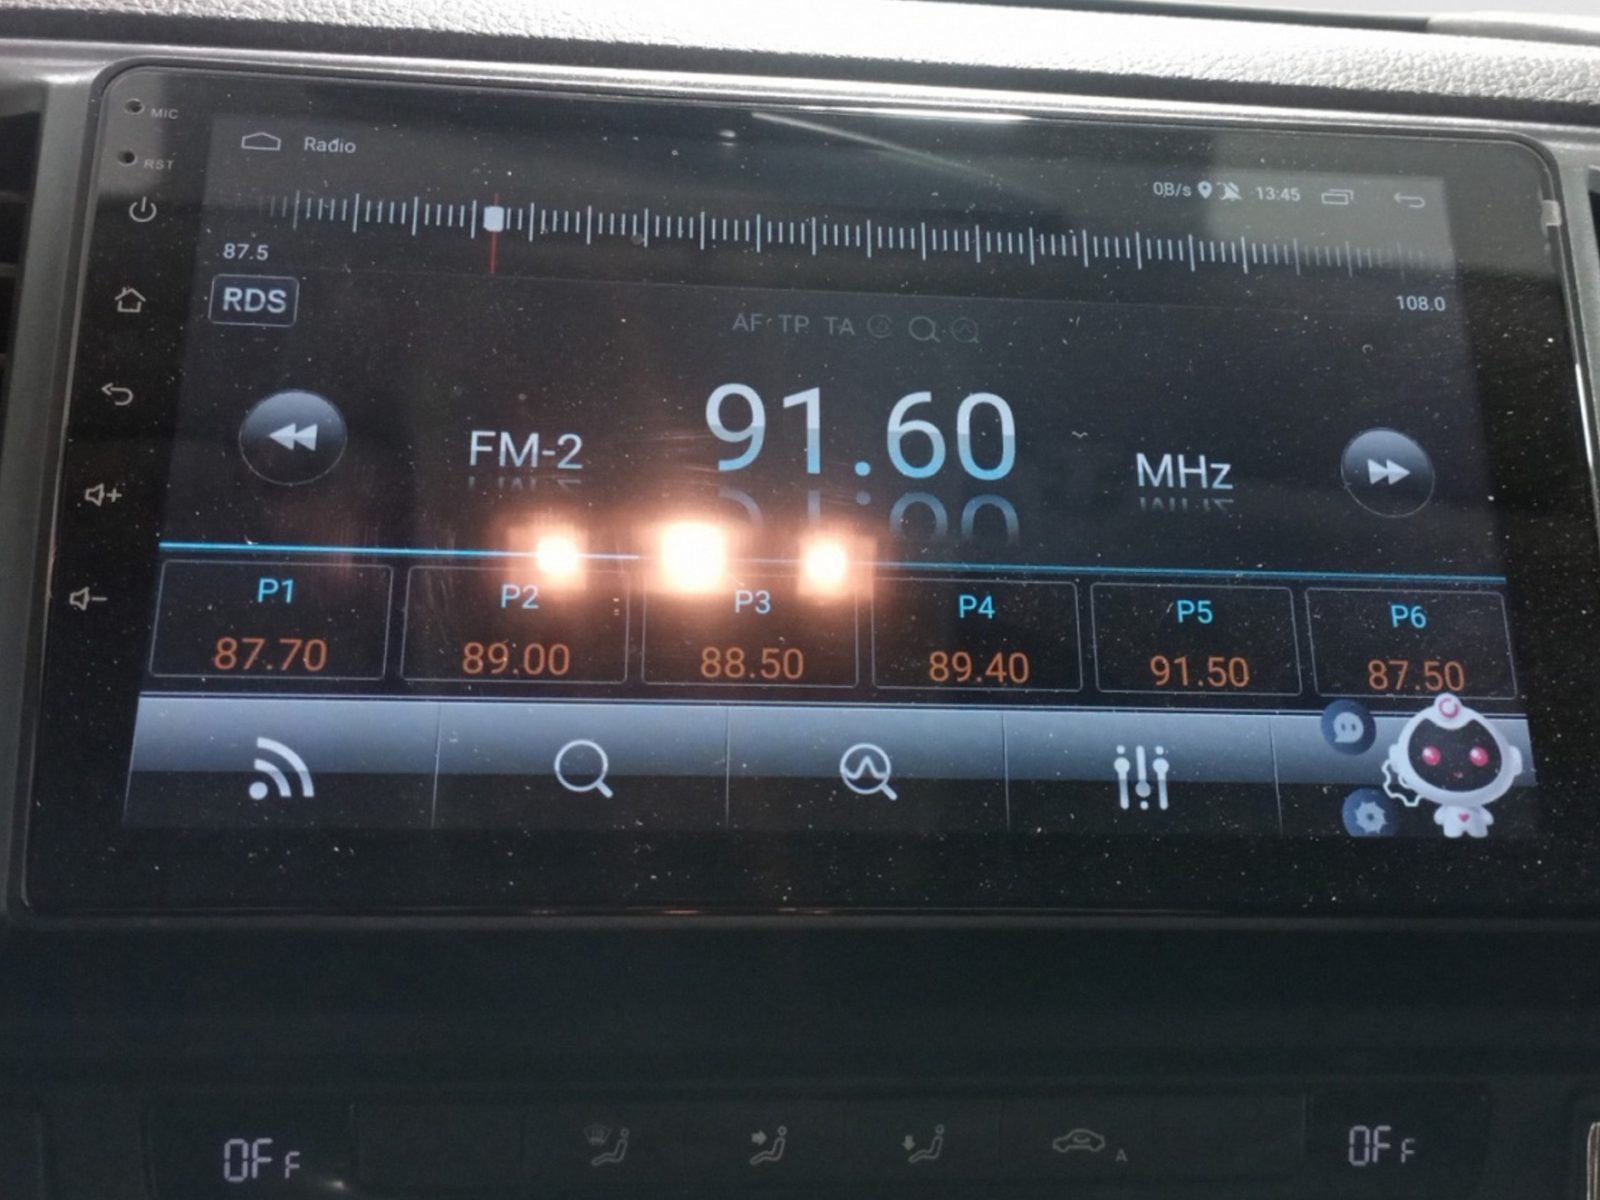 MIC
Radio
0B/s 13:45
RST
87.5
108.0
RDS
AF TP TA
FM-2 91.60 MHz
P1 P2 P3 P4 P5 P6
87.70 89.00 88.50 89.40 91.50 87.50
OFF OFF
A